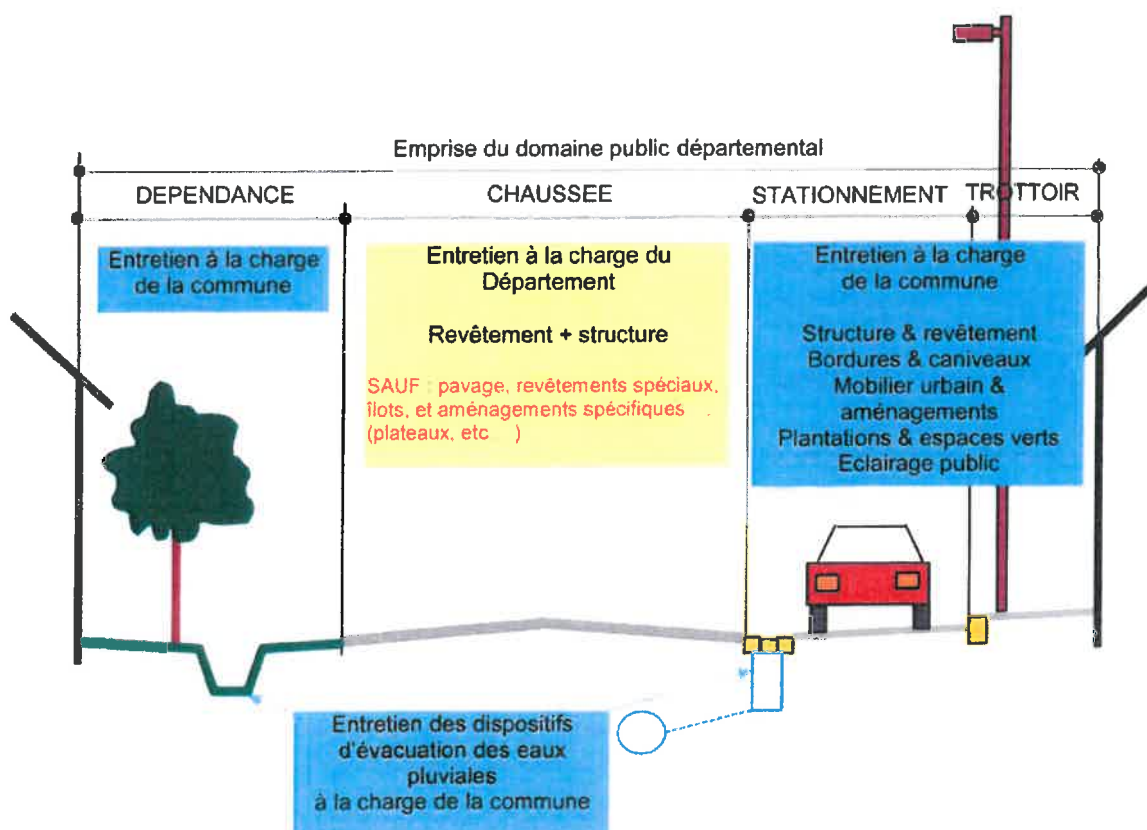 Emprise du domaine public départemental
DEPENDANCE
CHAUSSEE
STATIONNEMENT
TROTTOIR
Entretien à la charge
de la commune
Entretien à la charge du
Département
Revêtement + structure
SAUF : pavage, revêtements spéciaux,
îlots, et aménagements spécifiques .
(plateaux, etc )
Entretien à la charge
de la commune
Structure & revêtement
Bordures & caniveaux
Mobilier urbain &
aménagements
Plantations & espaces verts
Eclairage public
Entretien des dispositifs
d'évacuation des eaux
pluviales
à la charge de la commune